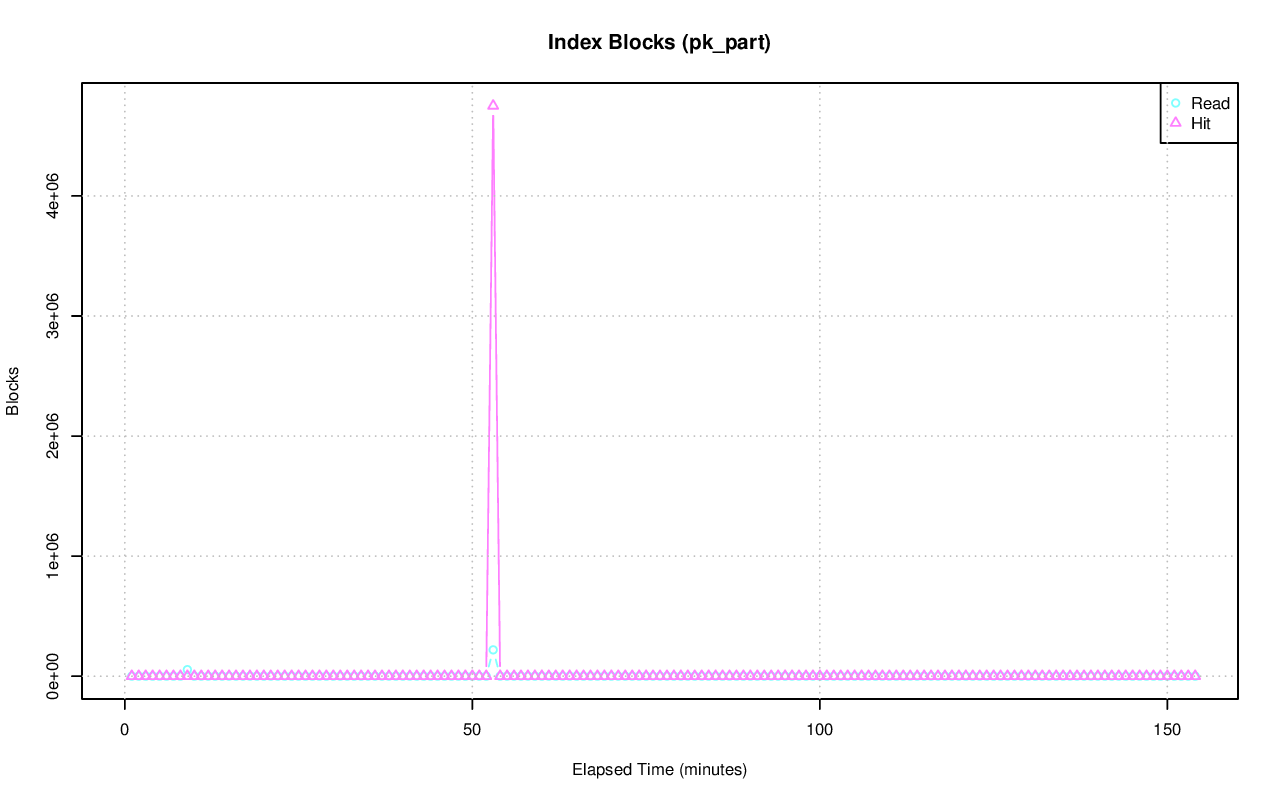 Index Blocks (pk_part)
Read
Hit
Blocks
4e+06
3e+06
2e+06
1e+06
0e+00
0
50
100
150
Elapsed Time (minutes)